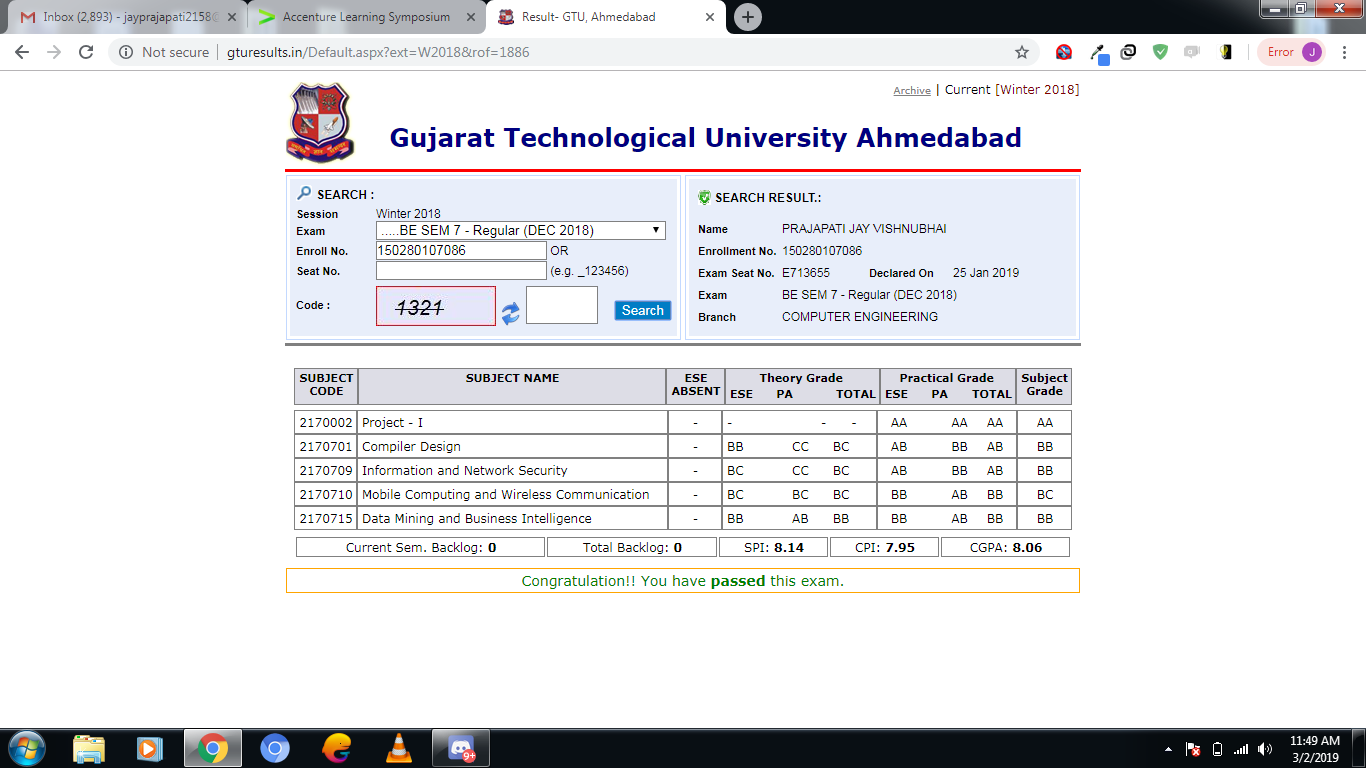 Inbox (2,893) - jayprajapati2158@
Accenture Learning Symposium
Result- GTU, Ahmedabad
Not secure | gturesults.in/Default.aspx?ext=W2018&rof=1886
Error J
Archive | Current [Winter 2018]
Gujarat Technological University Ahmedabad
SEARCH :
Session Winter 2018
Exam .....BE SEM 7 - Regular (DEC 2018)
Enroll No. 150280107086 OR
Seat No. (e.g. _123456)
Code : 1321 Search
SEARCH RESULT.:
Name PRAJAPATI JAY VISHNUBHAI
Enrollment No. 150280107086
Exam Seat No. E713655 Declared On 25 Jan 2019
Exam BE SEM 7 - Regular (DEC 2018)
Branch COMPUTER ENGINEERING
SUBJECT CODE SUBJECT NAME ESE ABSENT Theory Grade Practical Grade Subject Grade
ESE PA TOTAL ESE PA TOTAL
2170002 Project - I - - - - AA AA AA AA
2170701 Compiler Design - BB CC BC AB BB AB BB
2170709 Information and Network Security - BC CC BC AB BB AB BB
2170710 Mobile Computing and Wireless Communication - BC BC BC BB AB BB BC
2170715 Data Mining and Business Intelligence - BB AB BB BB AB BB BB
Current Sem. Backlog: 0 Total Backlog: 0 SPI: 8.14 CPI: 7.95 CGPA: 8.06
Congratulation!! You have passed this exam.
9+
11:49 AM
3/2/2019